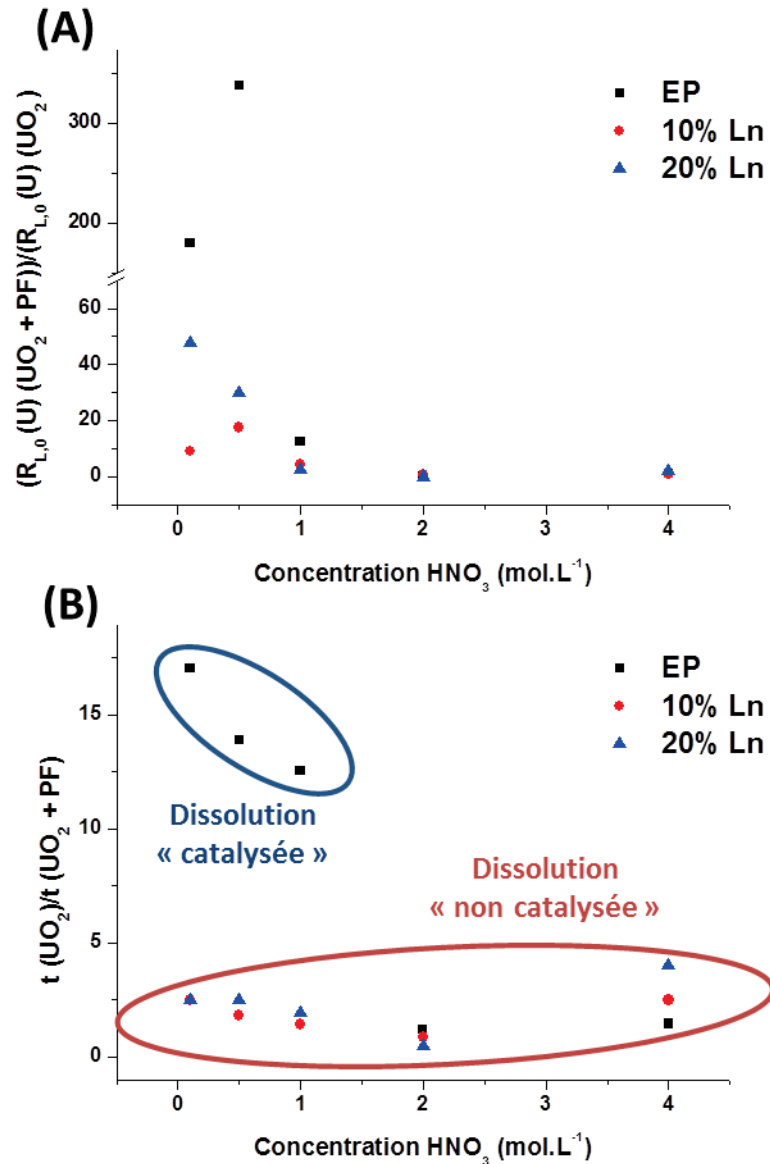 (A)
(R_L,0 (U) (UO₂ + PF))/(R_L,0 (U) (UO₂)
300
200
60
40
20
0
0 1 2 3 4
Concentration HNO₃ (mol.L⁻¹)
EP
10% Ln
20% Ln
(B)
t (UO₂)/t (UO₂ + PF)
15
10
5
0
0 1 2 3 4
Concentration HNO₃ (mol.L⁻¹)
EP
10% Ln
20% Ln
Dissolution
« catalysée »
Dissolution
« non catalysée »